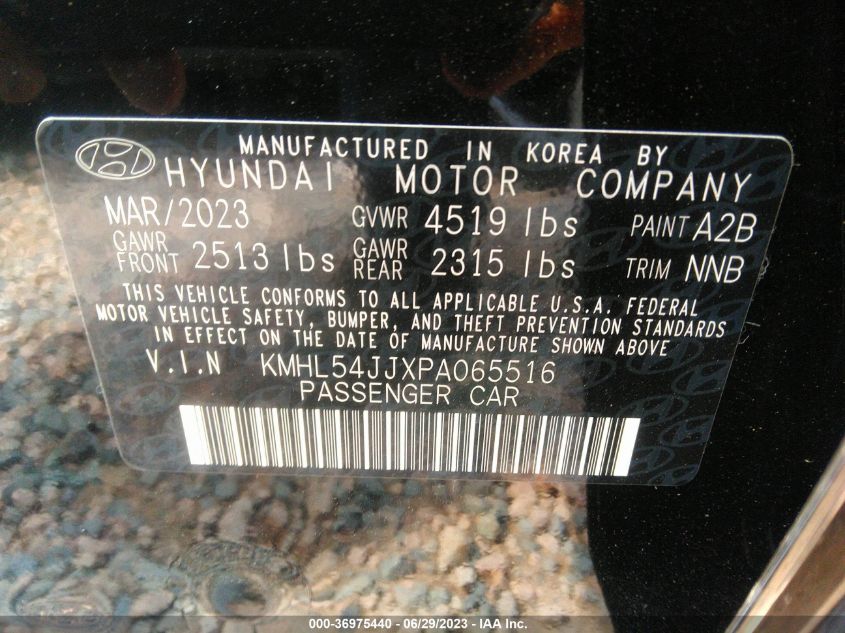 MANUFACTURED IN KOREA BY
HYUNDAI MOTOR COMPANY
MAR/2023 GVWR 4519 lbs PAINT A2B
GAWR FRONT 2513 lbs GAWR REAR 2315 lbs TRIM NNB
THIS VEHICLE CONFORMS TO ALL APPLICABLE U.S.A. FEDERAL
MOTOR VEHICLE SAFETY, BUMPER, AND THEFT PREVENTION STANDARDS
IN EFFECT ON THE DATE OF MANUFACTURE SHOWN ABOVE
V.I.N KMHL54JJXPA065516
PASSENGER CAR
000-36975440 - 06/29/2023 - IAA Inc.